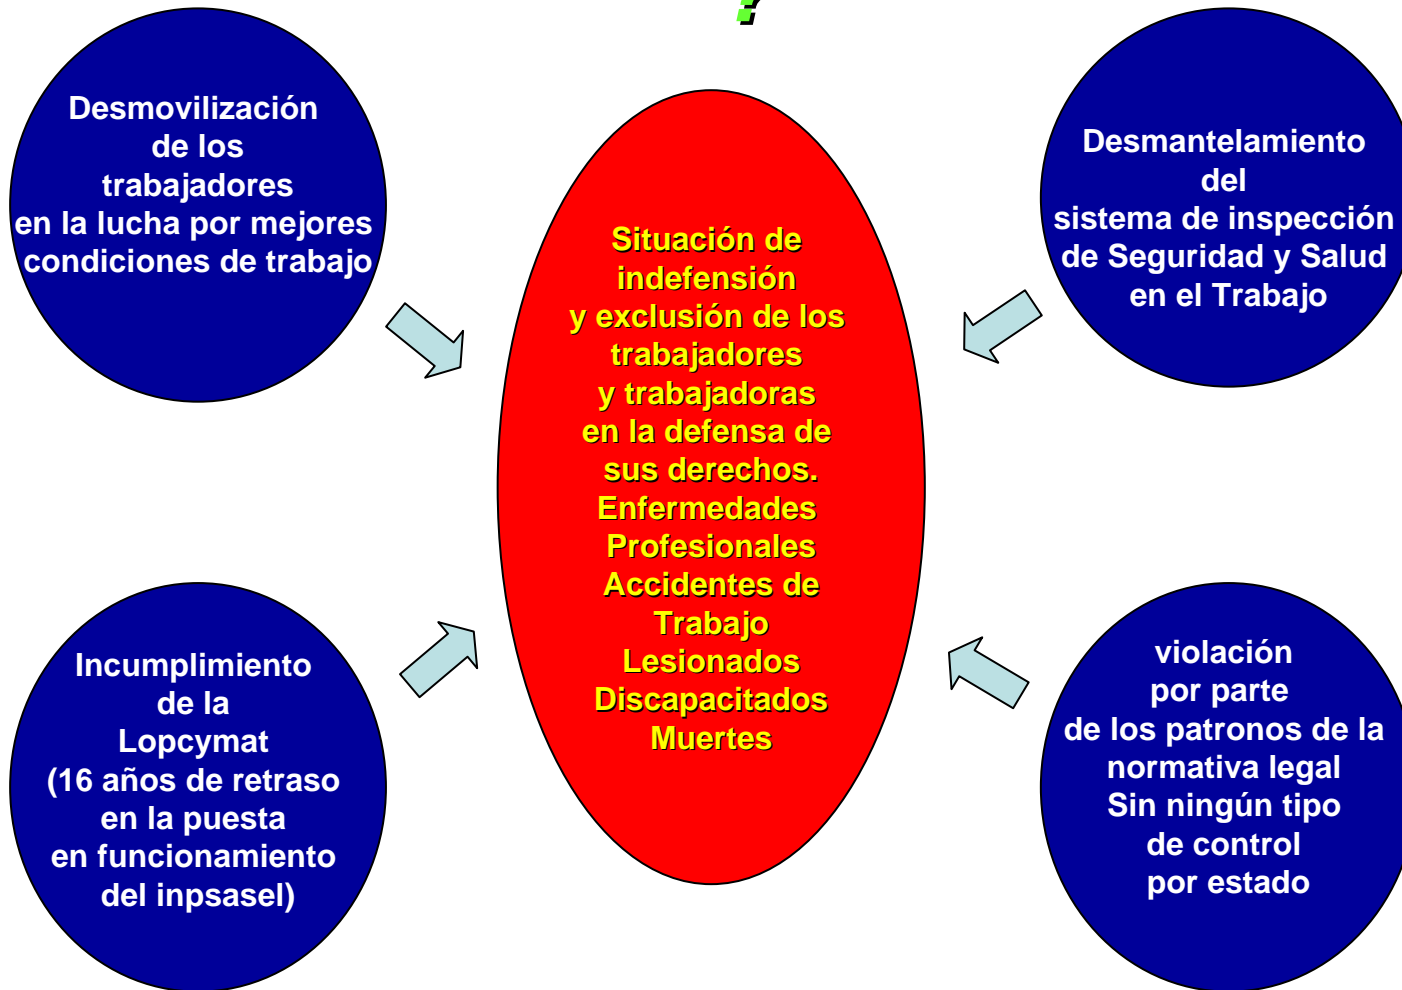 ?
Desmovilización
de los
trabajadores
en la lucha por mejores
condiciones de trabajo
Desmantelamiento
del
sistema de inspección
de Seguridad y Salud
en el Trabajo
Situación de
indefensión
y exclusión de los
trabajadores
y trabajadoras
en la defensa de
sus derechos.
Enfermedades
Profesionales
Accidentes de
Trabajo
Lesionados
Discapacitados
Muertes
Incumplimiento
de la
Lopcymat
(16 años de retraso
en la puesta
en funcionamiento
del inpsasel)
violación
por parte
de los patronos de la
normativa legal
Sin ningún tipo
de control
por estado